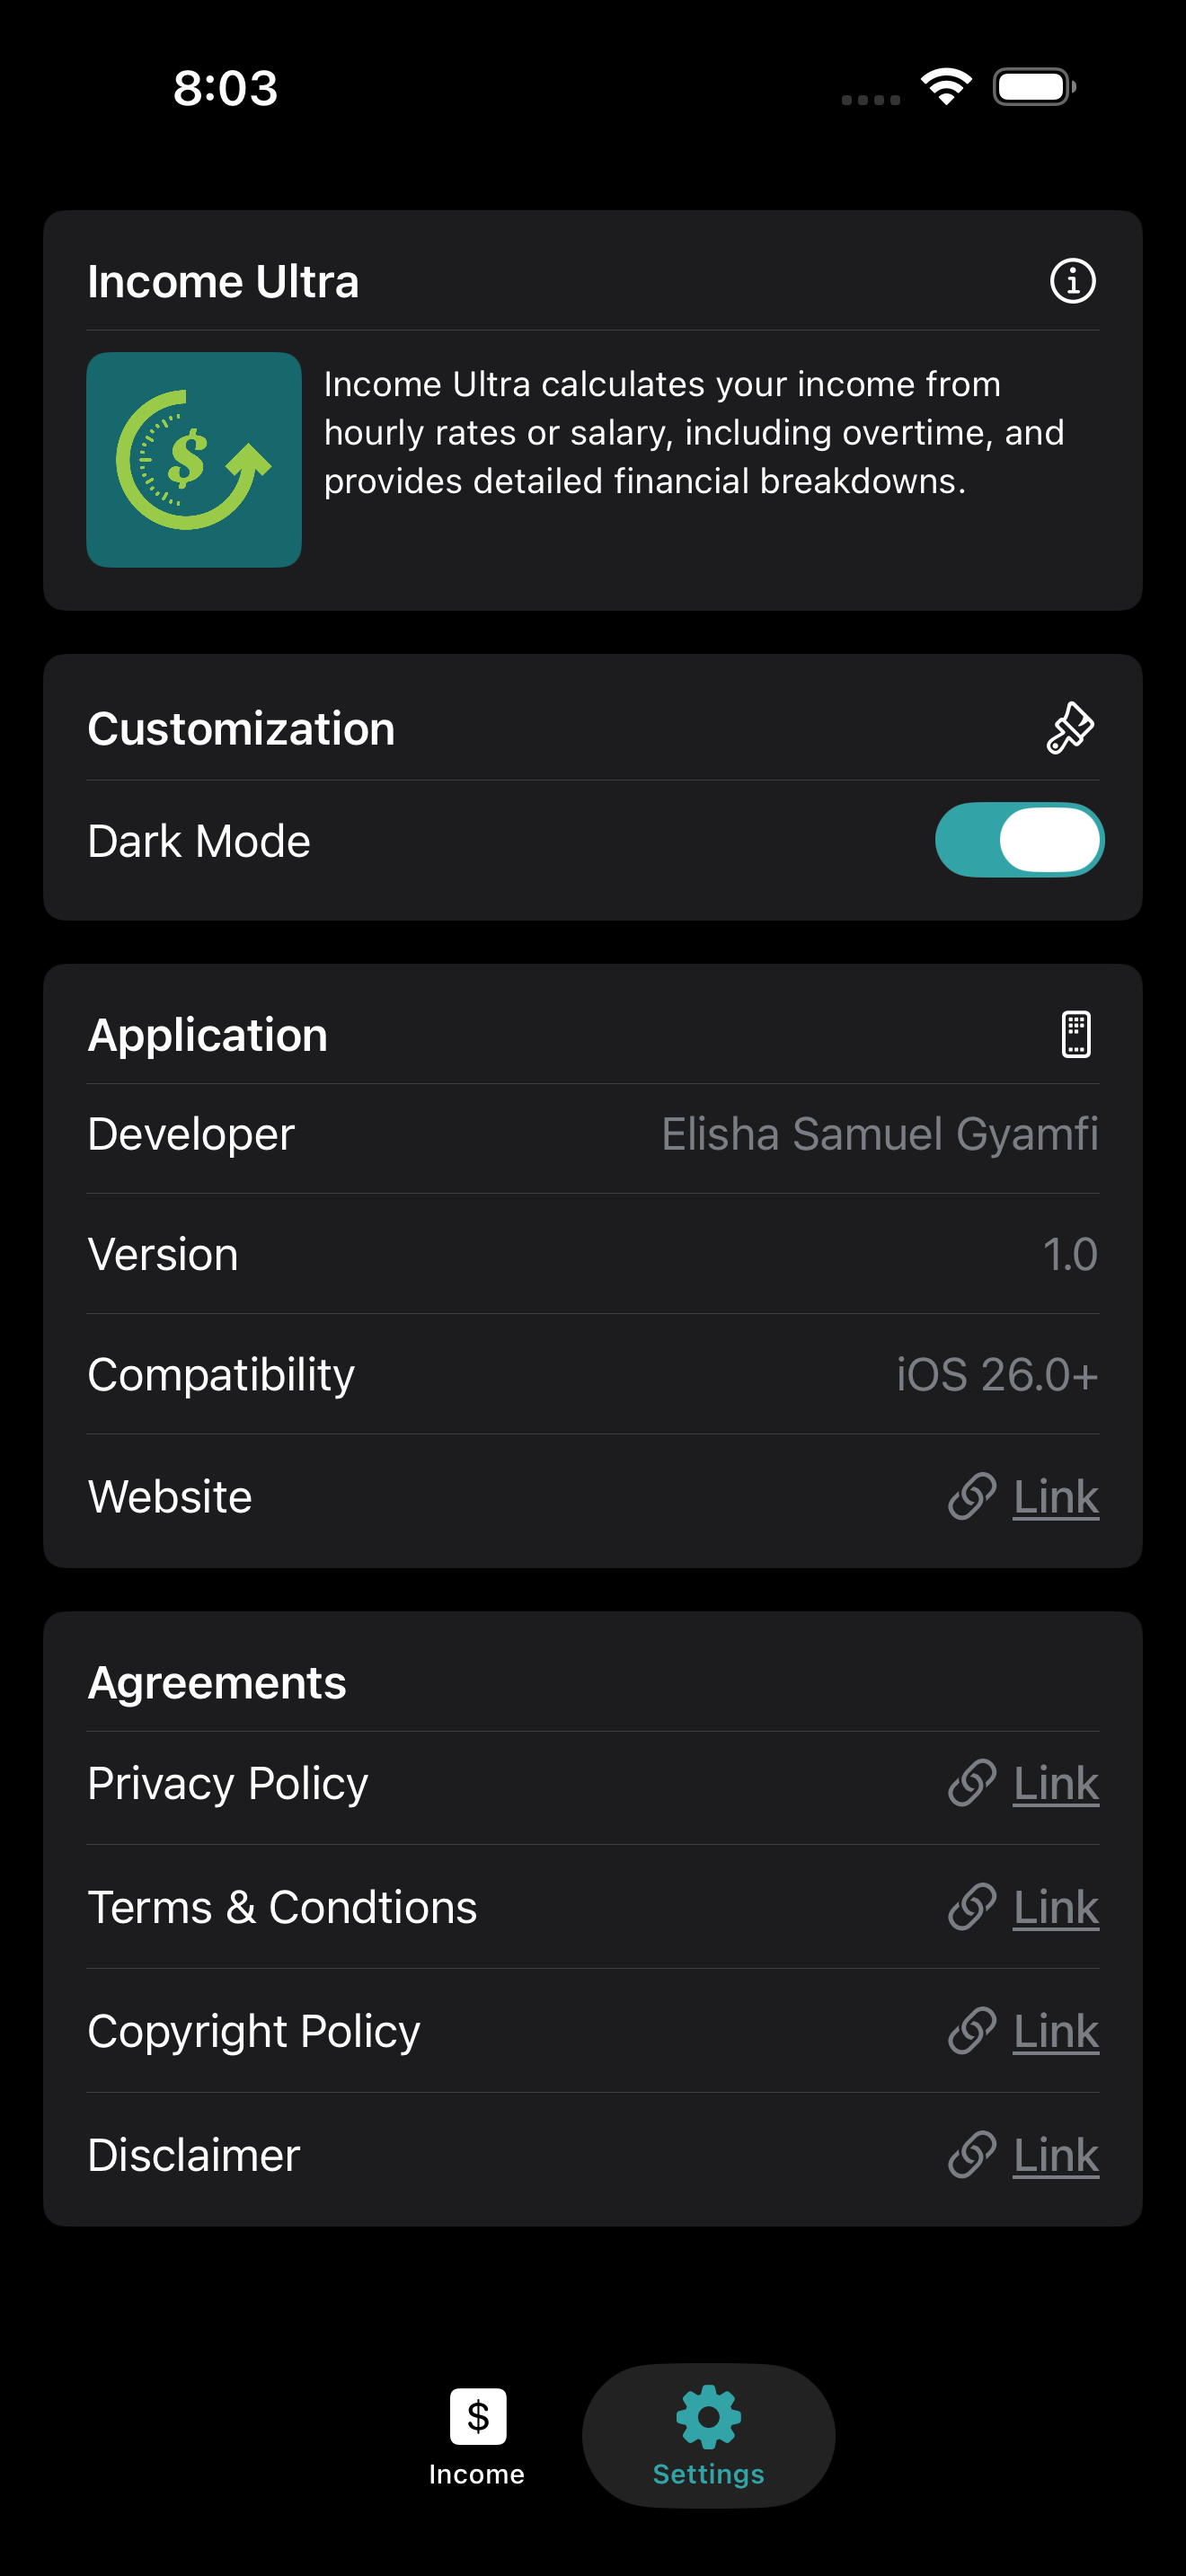 8:03
Income Ultra
$
Income Ultra calculates your income from
hourly rates or salary, including overtime, and
provides detailed financial breakdowns.
Customization
Dark Mode
Application
Developer Elisha Samuel Gyamfi
Version 1.0
Compatibility iOS 26.0+
Website Link
Agreements
Privacy Policy Link
Terms & Condtions Link
Copyright Policy Link
Disclaimer Link
$
Income Settings